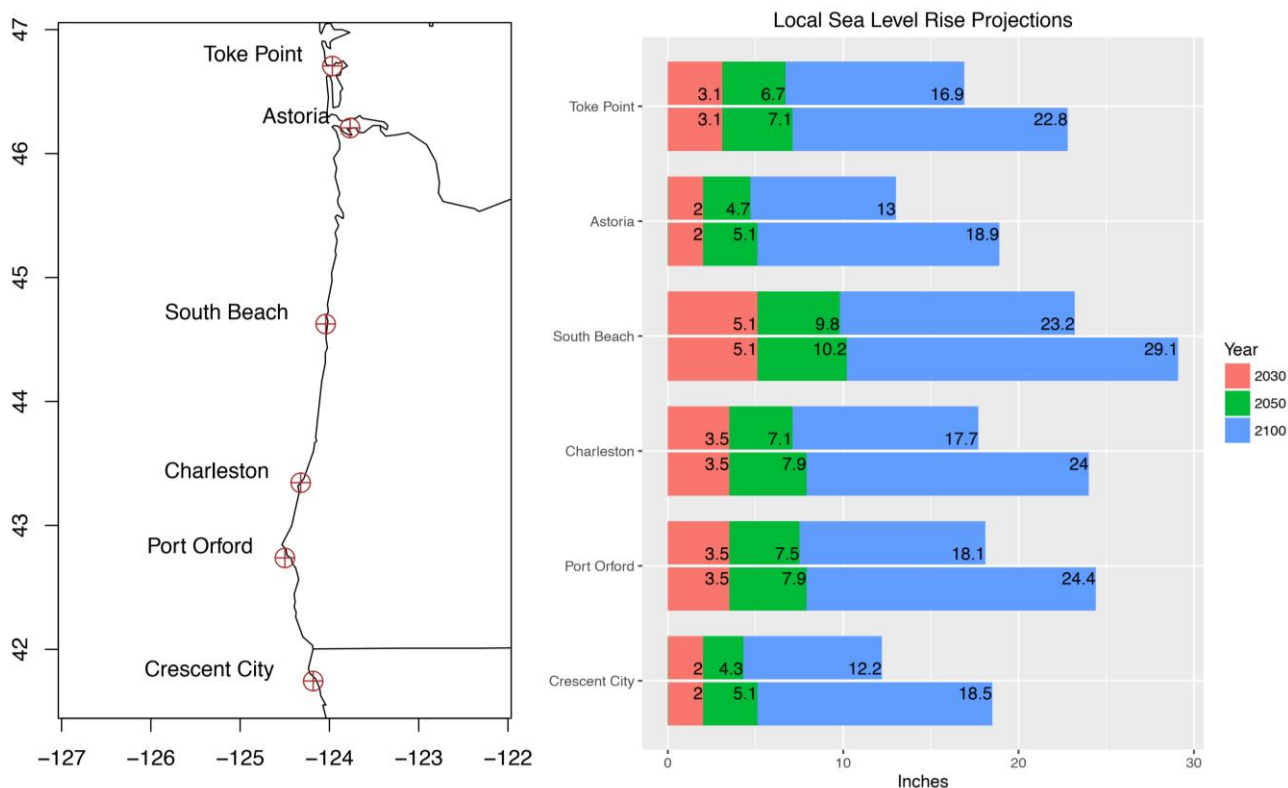 47
46
45
44
43
42
Toke Point
Astoria
South Beach
Charleston
Port Orford
Crescent City
−127 −126 −125 −124 −123 −122
Local Sea Level Rise Projections
Toke Point
3.1 6.7 16.9
3.1 7.1 22.8
Astoria
2 4.7 13
2 5.1 18.9
South Beach
5.1 9.8 23.2
5.1 10.2 29.1
Charleston
3.5 7.1 17.7
3.5 7.9 24
Port Orford
3.5 7.5 18.1
3.5 7.9 24.4
Crescent City
2 4.3 12.2
2 5.1 18.5
0 10 20 30
Inches
Year
2030
2050
2100